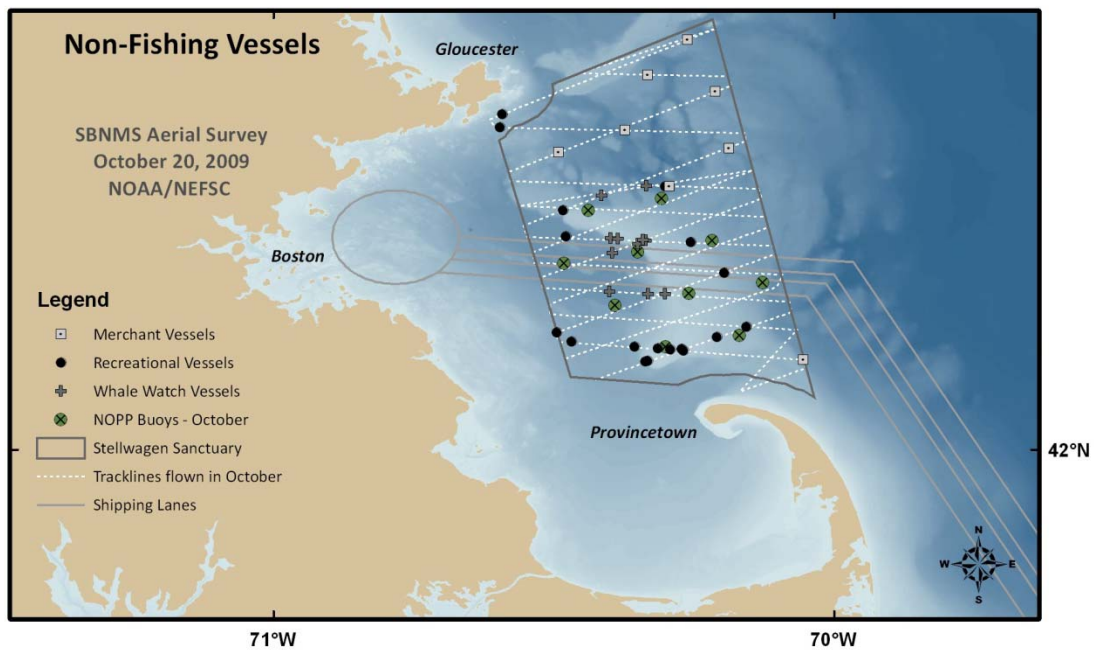 Non-Fishing Vessels
Gloucester
SBNMS Aerial Survey
October 20, 2009
NOAA/NEFSC
Boston
Legend
Merchant Vessels
Recreational Vessels
Whale Watch Vessels
NOPP Buoys - October
Stellwagen Sanctuary
Tracklines flown in October
Shipping Lanes
Provincetown
42°N
N
W E
S
71°W
70°W